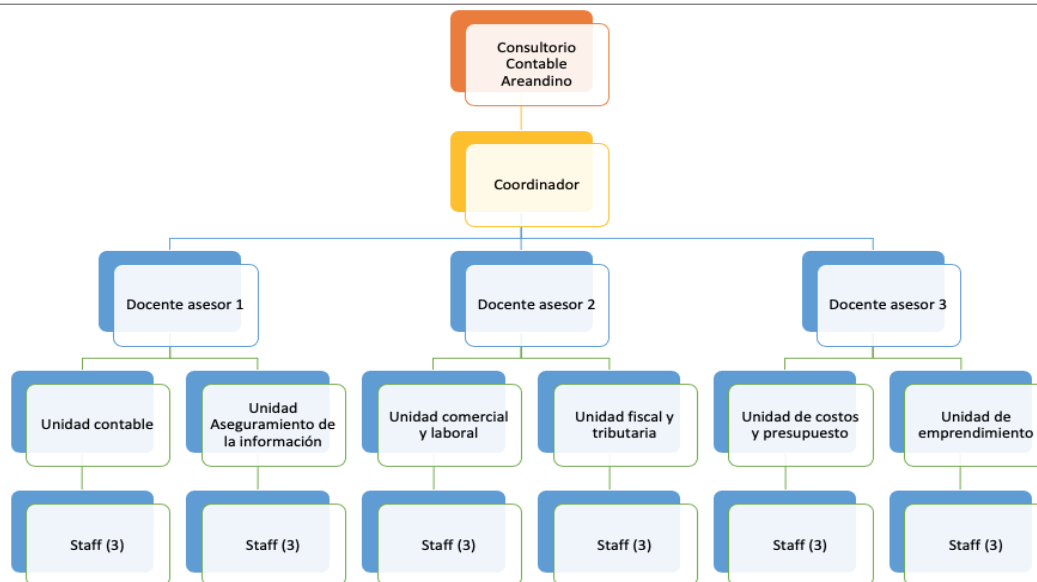 Consultorio
Contable
Areandino
Coordinador
Docente asesor 1
Docente asesor 2
Docente asesor 3
Unidad contable
Unidad
Aseguramiento de
la información
Unidad comercial
y laboral
Unidad fiscal y
tributaria
Unidad de costos
y presupuesto
Unidad de
emprendimiento
Staff (3)
Staff (3)
Staff (3)
Staff (3)
Staff (3)
Staff (3)